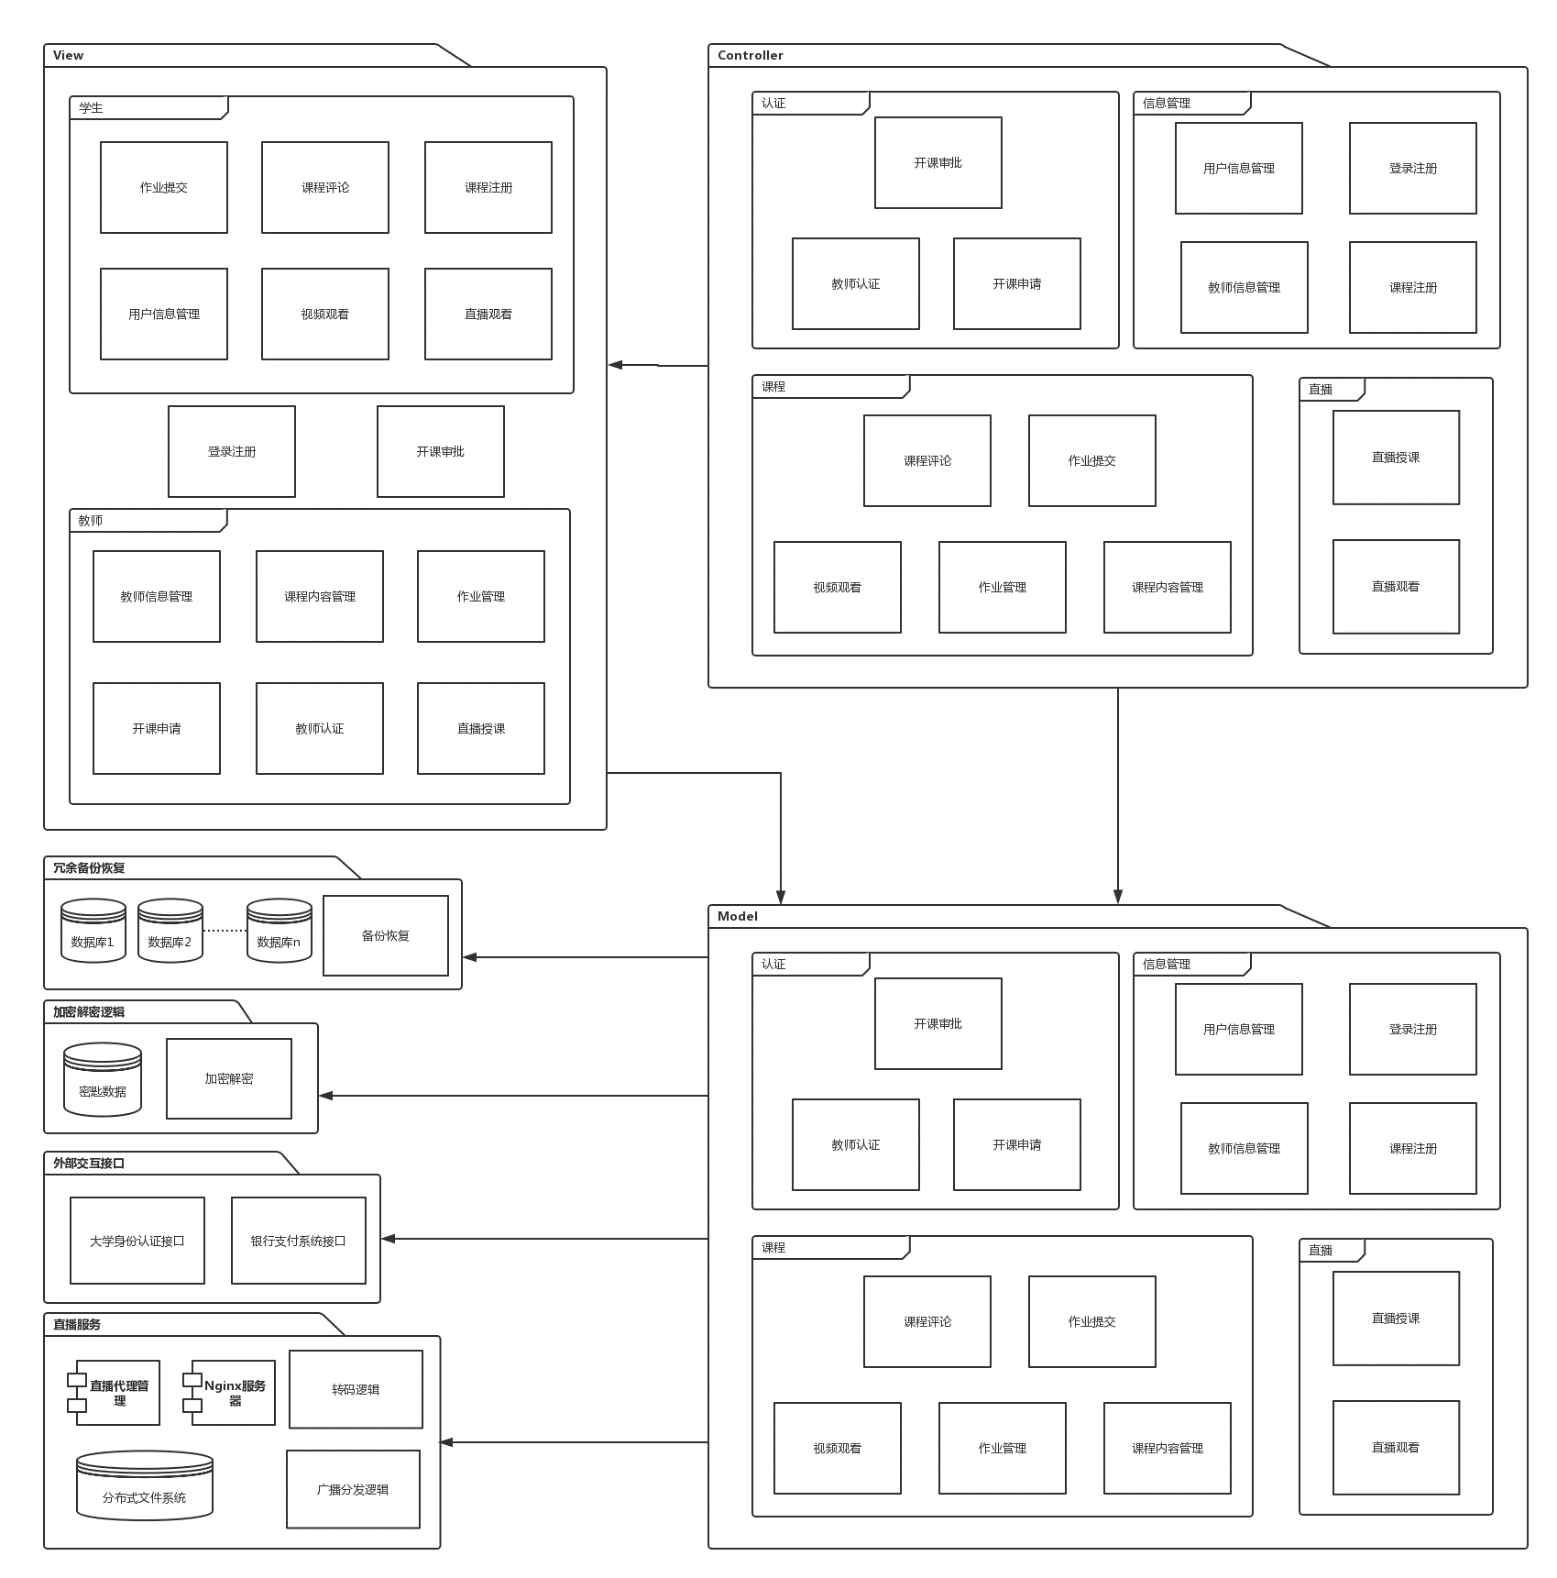 View
学生
作业提交
课程评论
课程注册
用户信息管理
视频观看
直播观看
登录注册
开课审批
教师
教师信息管理
课程内容管理
作业管理
开课申请
教师认证
直播授课
Controller
认证
开课审批
教师认证
开课申请
信息管理
用户信息管理
登录注册
教师信息管理
课程注册
课程
课程评论
作业提交
视频观看
作业管理
课程内容管理
直播
直播授课
直播观看
冗余备份恢复
数据库1
数据库2
数据库n
备份恢复
加密解密逻辑
密匙数据
加密解密
外部交互接口
大学身份认证接口
银行支付系统接口
直播服务
直播代理管
理
Nginx服务
器
转码逻辑
分布式文件系统
广播分发逻辑
Model
认证
开课审批
教师认证
开课申请
信息管理
用户信息管理
登录注册
教师信息管理
课程注册
课程
课程评论
作业提交
视频观看
作业管理
课程内容管理
直播
直播授课
直播观看